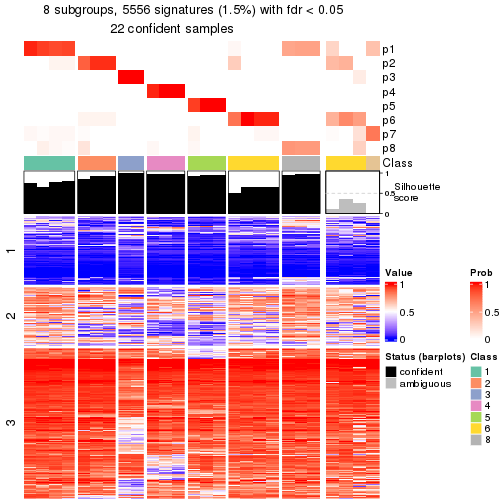 8 subgroups, 5556 signatures (1.5%) with fdr < 0.05
22 confident samples
p1
p2
p3
p4
p5
p6
p7
p8
Class
1
0.5
0
Silhouette
score
1
2
3
Value
1
0.5
0
Prob
1
0.5
0
Status (barplots)
confident
ambiguous
Class
1
2
3
4
5
6
8